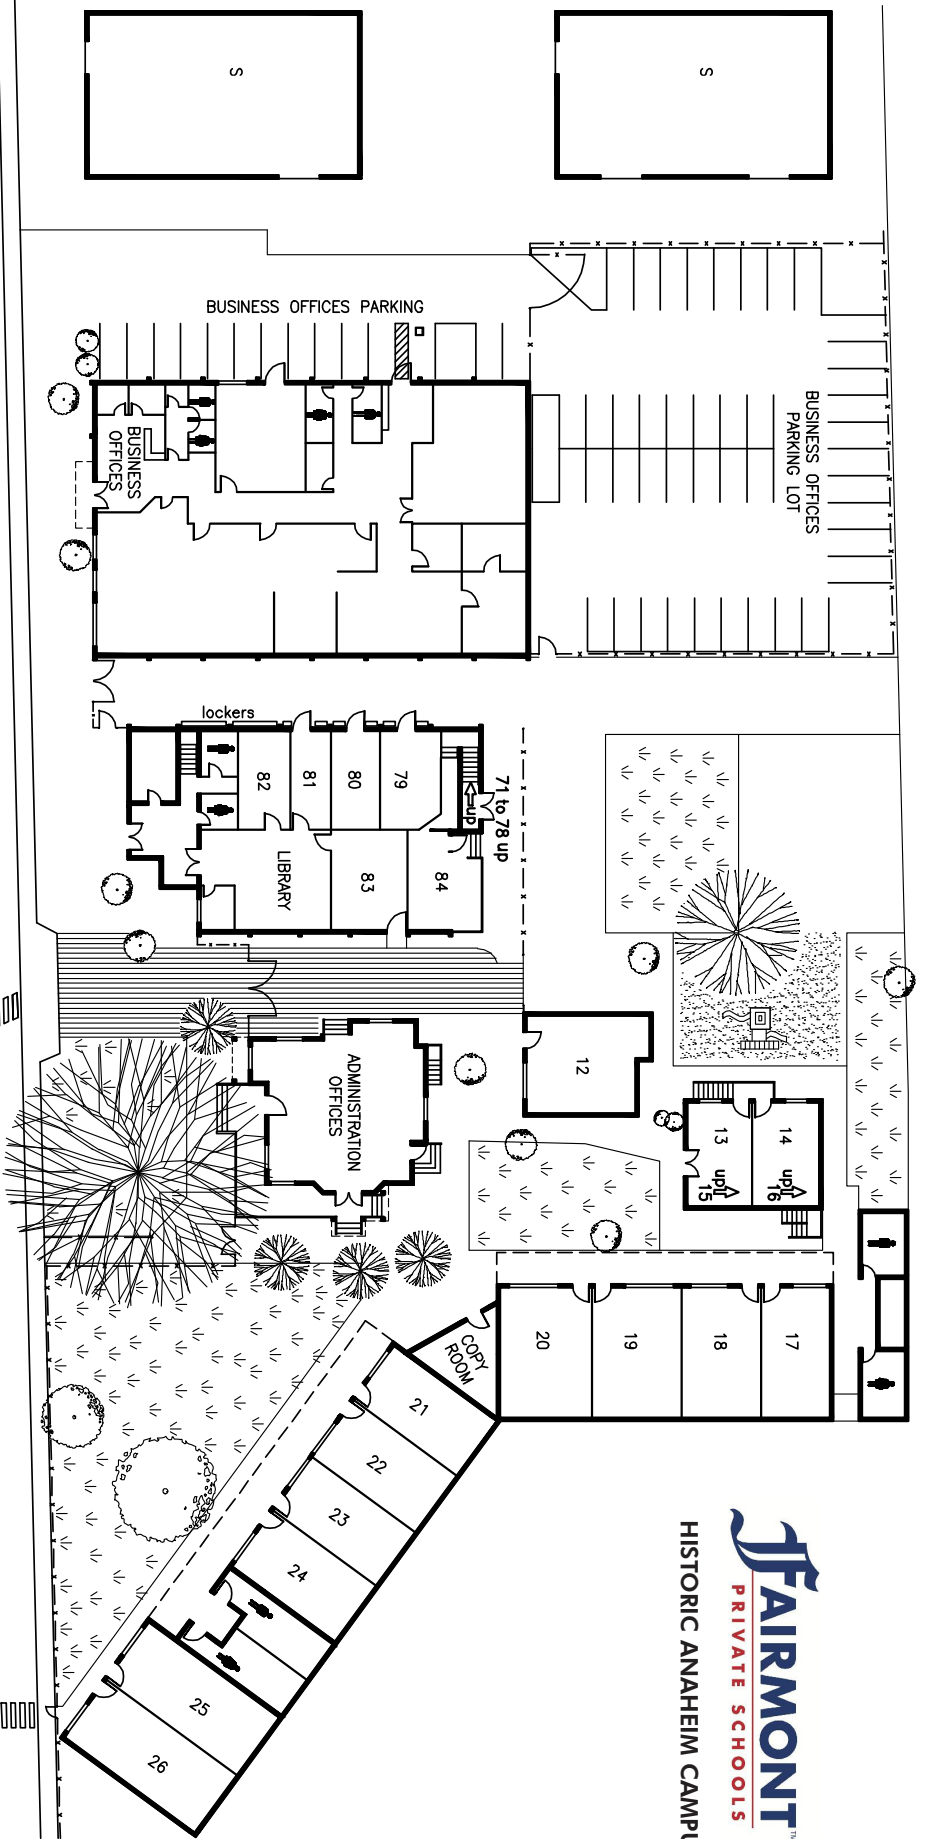 S
S
BUSINESS OFFICES PARKING
BUSINESS OFFICES
PARKING LOT
BUSINESS
OFFICES
lockers
82
81
80
79
up
71 to 78 up
LIBRARY
83
84
12
ADMINISTRATION
OFFICES
13
14
up
15
up
16
20
19
18
17
COPY
ROOM
21
22
23
24
25
26
FAIRMONT
TM
PRIVATE SCHOOLS
HISTORIC ANAHEIM